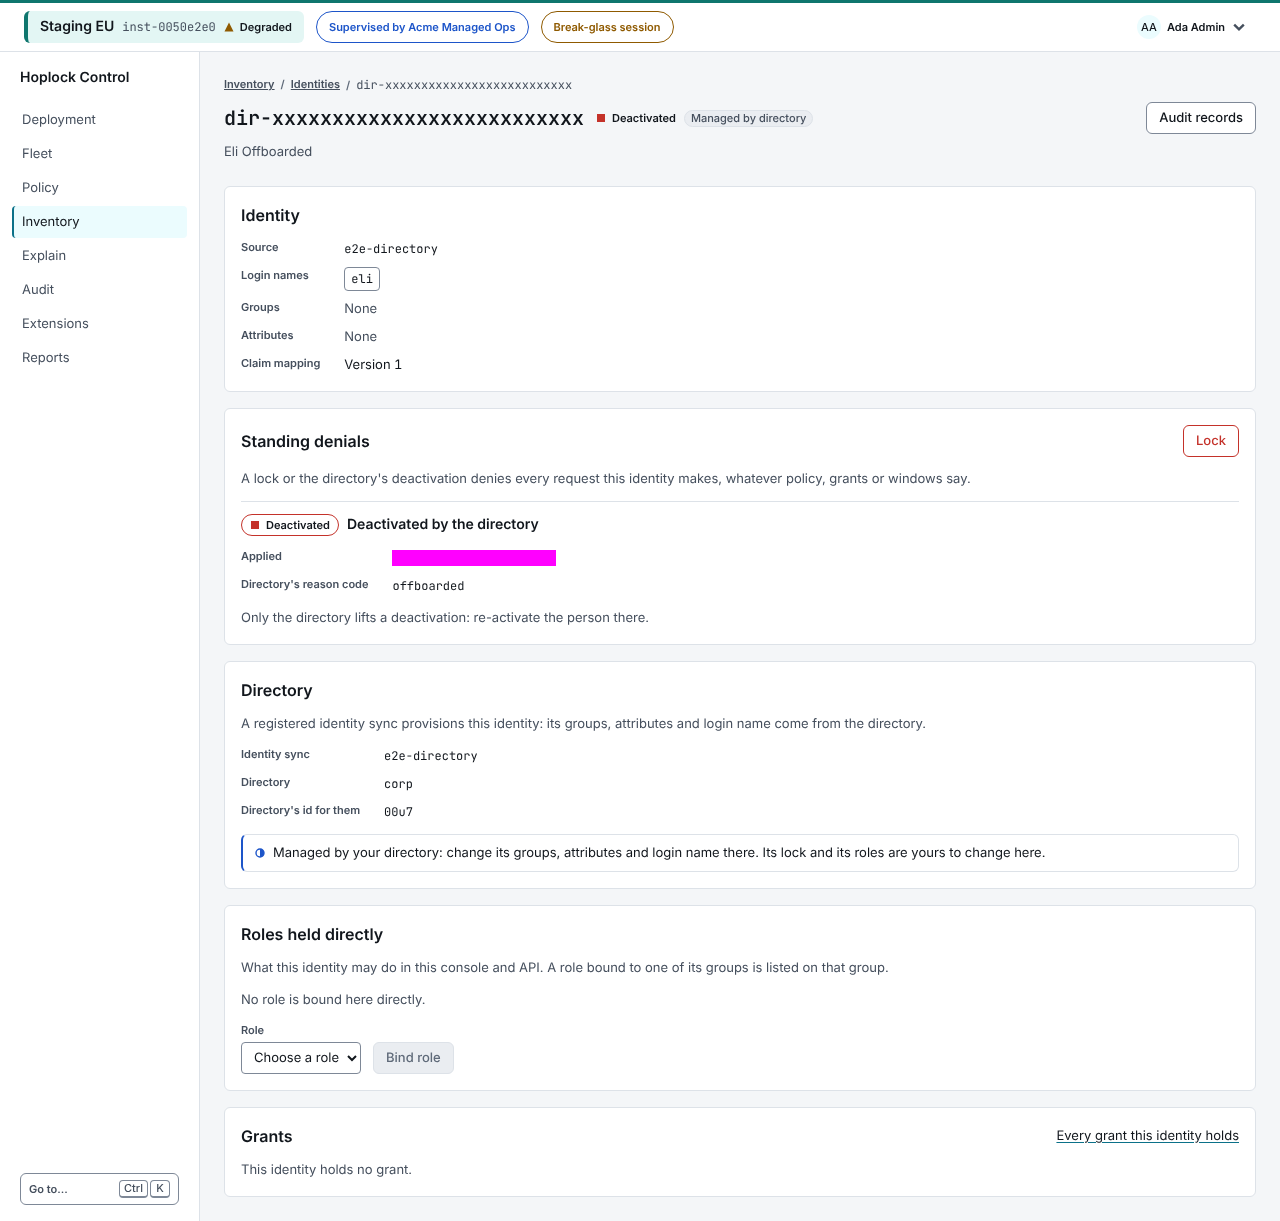 Staging EU inst-0050e2e0 Degraded Supervised by Acme Managed Ops Break-glass session AA Ada Admin
Hoplock Control
Deployment
Fleet
Policy
Inventory
Explain
Audit
Extensions
Reports
Go to... Ctrl K
Inventory / Identities / dir-xxxxxxxxxxxxxxxxxxxxxxxxxx
dir-xxxxxxxxxxxxxxxxxxxxxxxxxx Deactivated Managed by directory Audit records
Eli Offboarded
Identity
Source e2e-directory
Login names eli
Groups None
Attributes None
Claim mapping Version 1
Standing denials Lock
A lock or the directory's deactivation denies every request this identity makes, whatever policy, grants or windows say.
Deactivated Deactivated by the directory
Applied
Directory's reason code offboarded
Only the directory lifts a deactivation: re-activate the person there.
Directory
A registered identity sync provisions this identity: its groups, attributes and login name come from the directory.
Identity sync e2e-directory
Directory corp
Directory's id for them 00u7
Managed by your directory: change its groups, attributes and login name there. Its lock and its roles are yours to change here.
Roles held directly
What this identity may do in this console and API. A role bound to one of its groups is listed on that group.
No role is bound here directly.
Role
Choose a role Bind role
Grants Every grant this identity holds
This identity holds no grant.